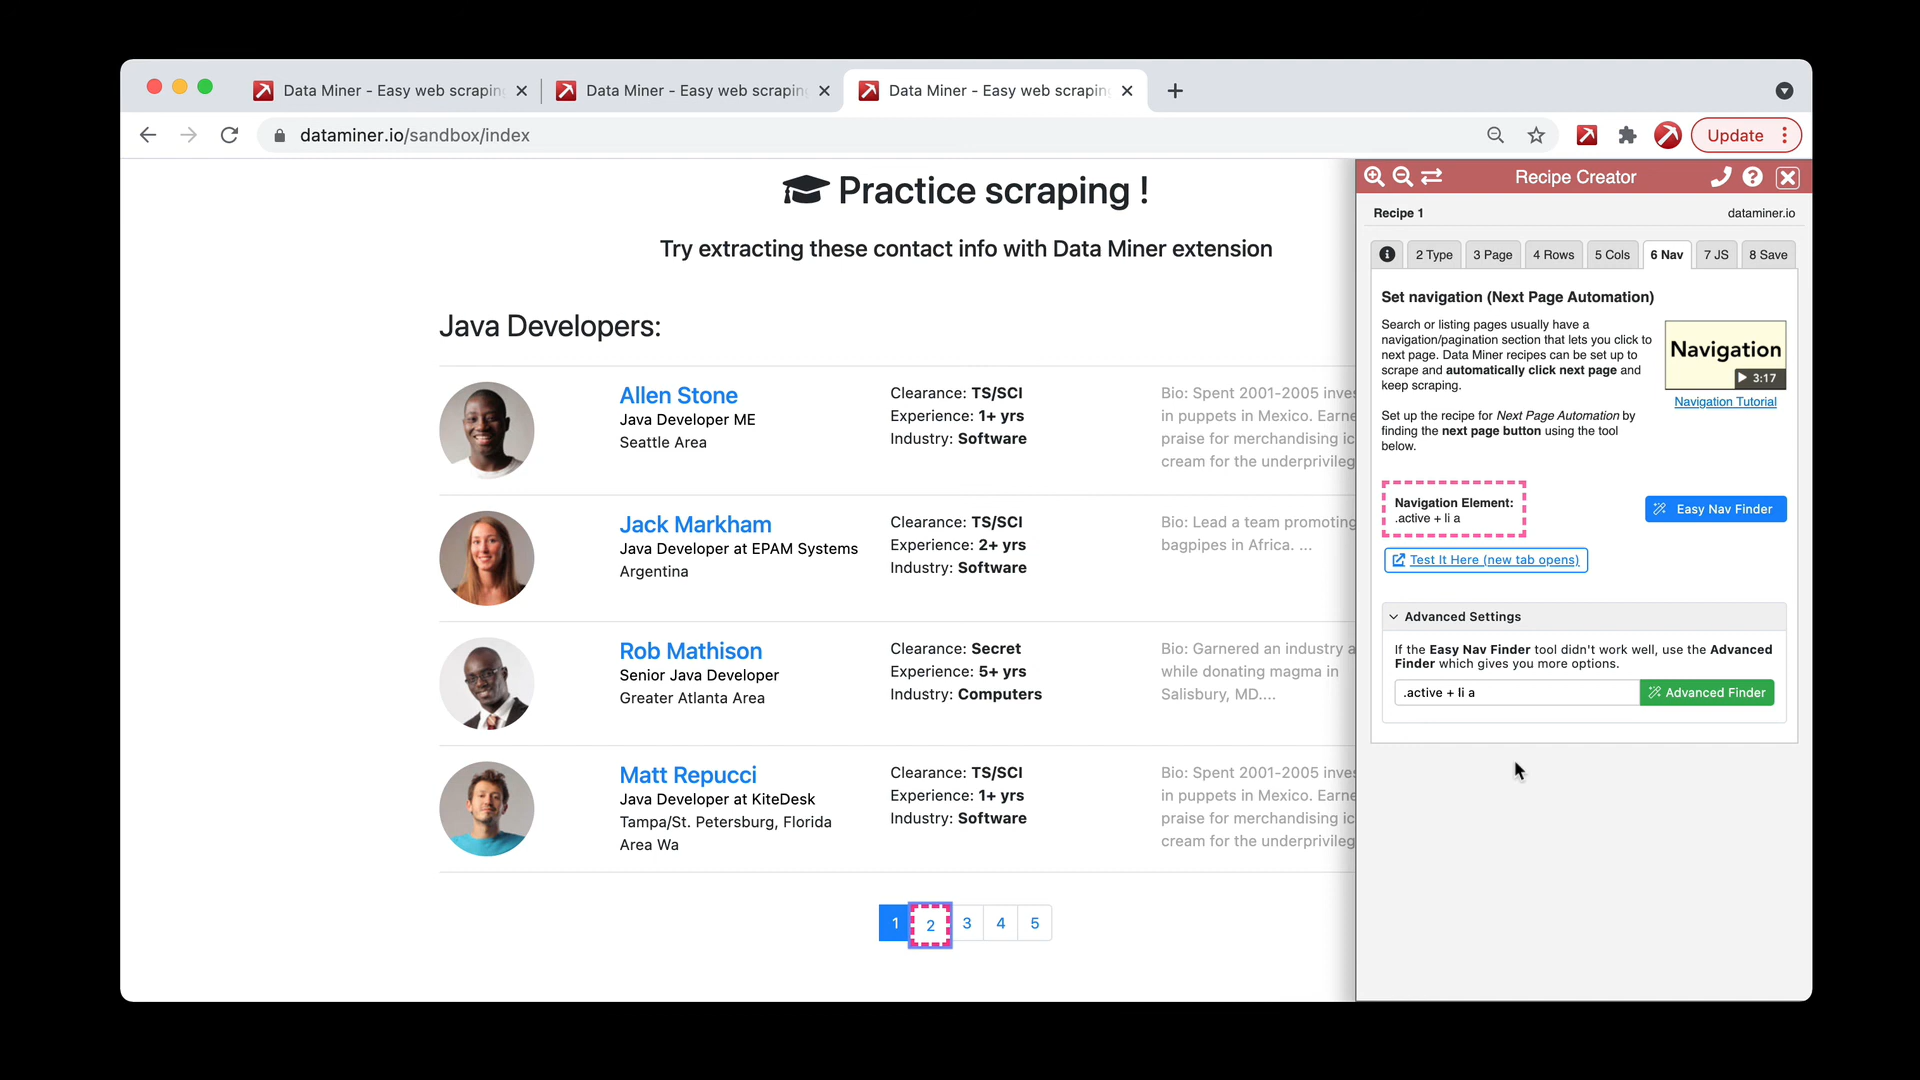 Data Miner - Easy web scraping
Data Miner - Easy web scraping
Data Miner - Easy web scraping
dataminer.io/sandbox/index
Update
Practice scraping !
Try extracting these contact info with Data Miner extension
Java Developers:
Allen Stone
Java Developer ME
Seattle Area
Clearance: TS/SCI
Experience: 1+ yrs
Industry: Software
Bio: Spent 2001-2005 inves
in puppets in Mexico. Earne
praise for merchandising ic
cream for the underprivileg
Jack Markham
Java Developer at EPAM Systems
Argentina
Clearance: TS/SCI
Experience: 2+ yrs
Industry: Software
Bio: Lead a team promoting
bagpipes in Africa. ...
Rob Mathison
Senior Java Developer
Greater Atlanta Area
Clearance: Secret
Experience: 5+ yrs
Industry: Computers
Bio: Garnered an industry a
while donating magma in
Salisbury, MD....
Matt Repucci
Java Developer at KiteDesk
Tampa/St. Petersburg, Florida
Area Wa
Clearance: TS/SCI
Experience: 1+ yrs
Industry: Software
Bio: Spent 2001-2005 inves
in puppets in Mexico. Earne
praise for merchandising ic
cream for the underprivileg
1 2 3 4 5
Recipe Creator
Recipe 1
dataminer.io
2 Type 3 Page 4 Rows 5 Cols 6 Nav 7 JS 8 Save
Set navigation (Next Page Automation)
Search or listing pages usually have a
navigation/pagination section that lets you click to
next page. Data Miner recipes can be set up to
scrape and automatically click next page and
keep scraping.
Set up the recipe for Next Page Automation by
finding the next page button using the tool
below.
Navigation
3:17
Navigation Tutorial
Navigation Element:
.active + li a
Easy Nav Finder
Test It Here (new tab opens)
Advanced Settings
If the Easy Nav Finder tool didn't work well, use the Advanced
Finder which gives you more options.
.active + li a
Advanced Finder